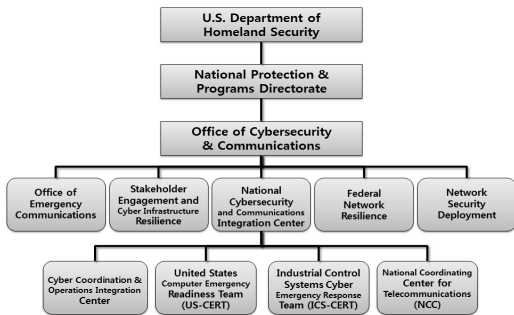 U.S. Department of
Homeland Security
National Protection &
Programs Directorate
Office of Cybersecurity
& Communications
Office of
Emergency
Communications
Stakeholder
Engagement and
Cyber Infrastructure
Resilience
National
Cybersecurity
and Communications
Integration Center
Federal
Network
Resilience
Network
Security
Deployment
Cyber Coordination &
Operations Integration
Center
United States
Computer Emergency
Readiness Team
(US-CERT)
Industrial Control
Systems Cyber
Emergency Response
Team (ICS-CERT)
National Coordinating
Center for
Telecommunications
(NCC)